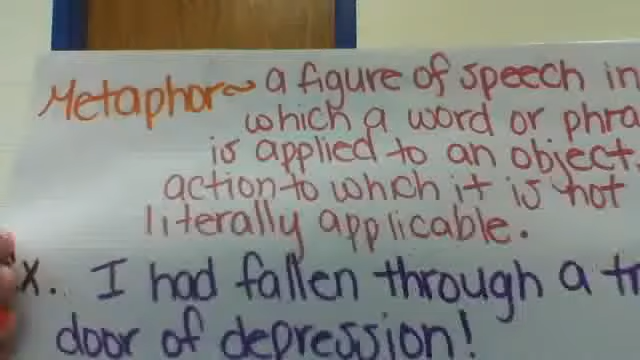 Metaphor~ a figure of speech in
which a word or phra
is applied to an object,
action to which it is not
literally applicable.
x. I had fallen through a tr
door of depression!